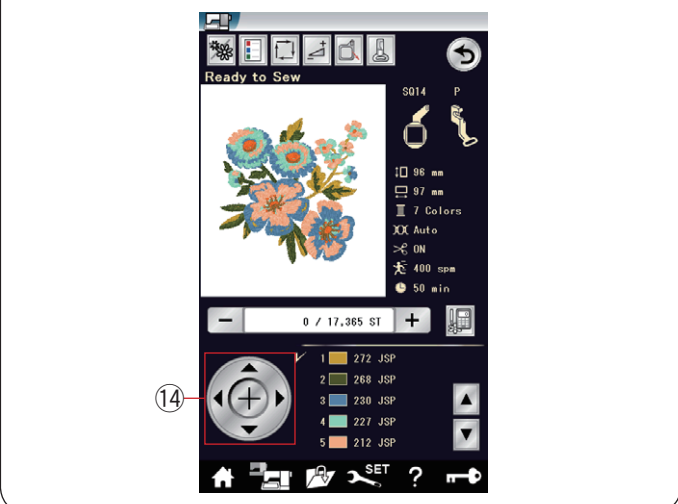 Ready to Sew
SQ14 P
96 mm
97 mm
7 Colors
Auto
ON
400 spm
50 min
− 0 / 17,365 ST +
1 272 JSP
2 268 JSP
3 230 JSP
4 227 JSP
5 212 JSP
⑭
SET ?